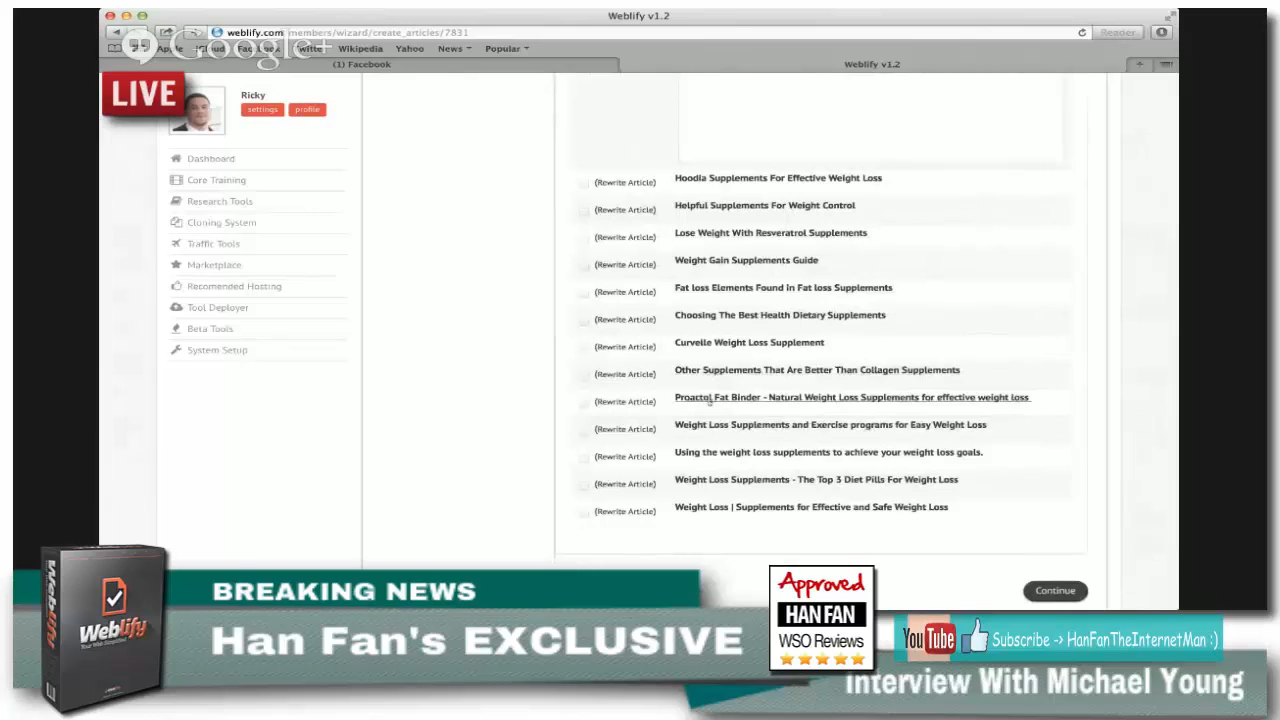 Weblify v1.2
weblify.com/members/wizard/create_articles/7831
Reader
Google+
Apple iCloud Facebook Twitter Wikipedia Yahoo News Popular
(1) Facebook
Weblify v1.2
LIVE
Ricky
settings profile
Dashboard
Core Training
Research Tools
Cloning System
Traffic Tools
Marketplace
Recomended Hosting
Tool Deployer
Beta Tools
System Setup
(Rewrite Article) Hoodia Supplements For Effective Weight Loss
(Rewrite Article) Helpful Supplements For Weight Control
(Rewrite Article) Lose Weight With Resveratrol Supplements
(Rewrite Article) Weight Gain Supplements Guide
(Rewrite Article) Fat loss Elements Found in Fat loss Supplements
(Rewrite Article) Choosing The Best Health Dietary Supplements
(Rewrite Article) Curvelle Weight Loss Supplement
(Rewrite Article) Other Supplements That Are Better Than Collagen Supplements
(Rewrite Article) Proactol Fat Binder - Natural Weight Loss Supplements for effective weight loss
(Rewrite Article) Weight Loss Supplements and Exercise programs for Easy Weight Loss
(Rewrite Article) Using the weight loss supplements to achieve your weight loss goals.
(Rewrite Article) Weight Loss Supplements - The Top 3 Diet Pills For Weight Loss
(Rewrite Article) Weight Loss | Supplements for Effective and Safe Weight Loss
Continue
Weblify
Weblify
BREAKING NEWS
Han Fan's EXCLUSIVE
Approved
HAN FAN
WSO Reviews
YouTube Subscribe -> HanFanTheInternetMan :)
Interview With Michael Young